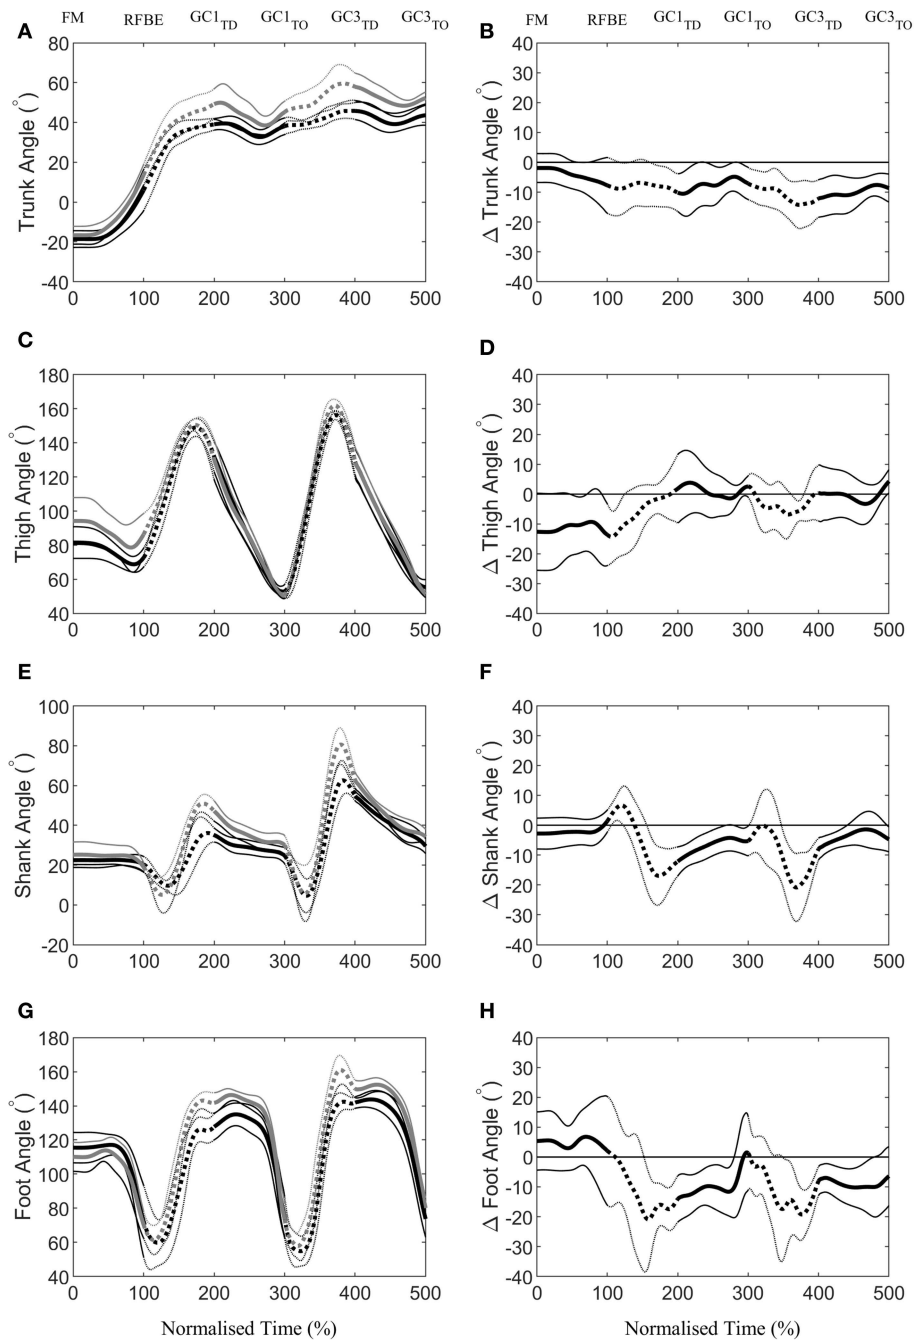 FM RFBE GC1TD GC1TO GC3TD GC3TO
FM RFBE GC1TD GC1TO GC3TD GC3TO
A
Trunk Angle (°)
80
60
40
20
0
-20
-40
0 100 200 300 400 500
B
Δ Trunk Angle (°)
40
30
20
10
0
-10
-20
-30
-40
0 100 200 300 400 500
C
Thigh Angle (°)
180
160
140
120
100
80
60
40
0 100 200 300 400 500
D
Δ Thigh Angle (°)
40
30
20
10
0
-10
-20
-30
-40
0 100 200 300 400 500
E
Shank Angle (°)
100
80
60
40
20
0
-20
0 100 200 300 400 500
F
Δ Shank Angle (°)
40
30
20
10
0
-10
-20
-30
-40
0 100 200 300 400 500
G
Foot Angle (°)
180
160
140
120
100
80
60
40
0 100 200 300 400 500
Normalised Time (%)
H
Δ Foot Angle (°)
40
30
20
10
0
-10
-20
-30
-40
0 100 200 300 400 500
Normalised Time (%)